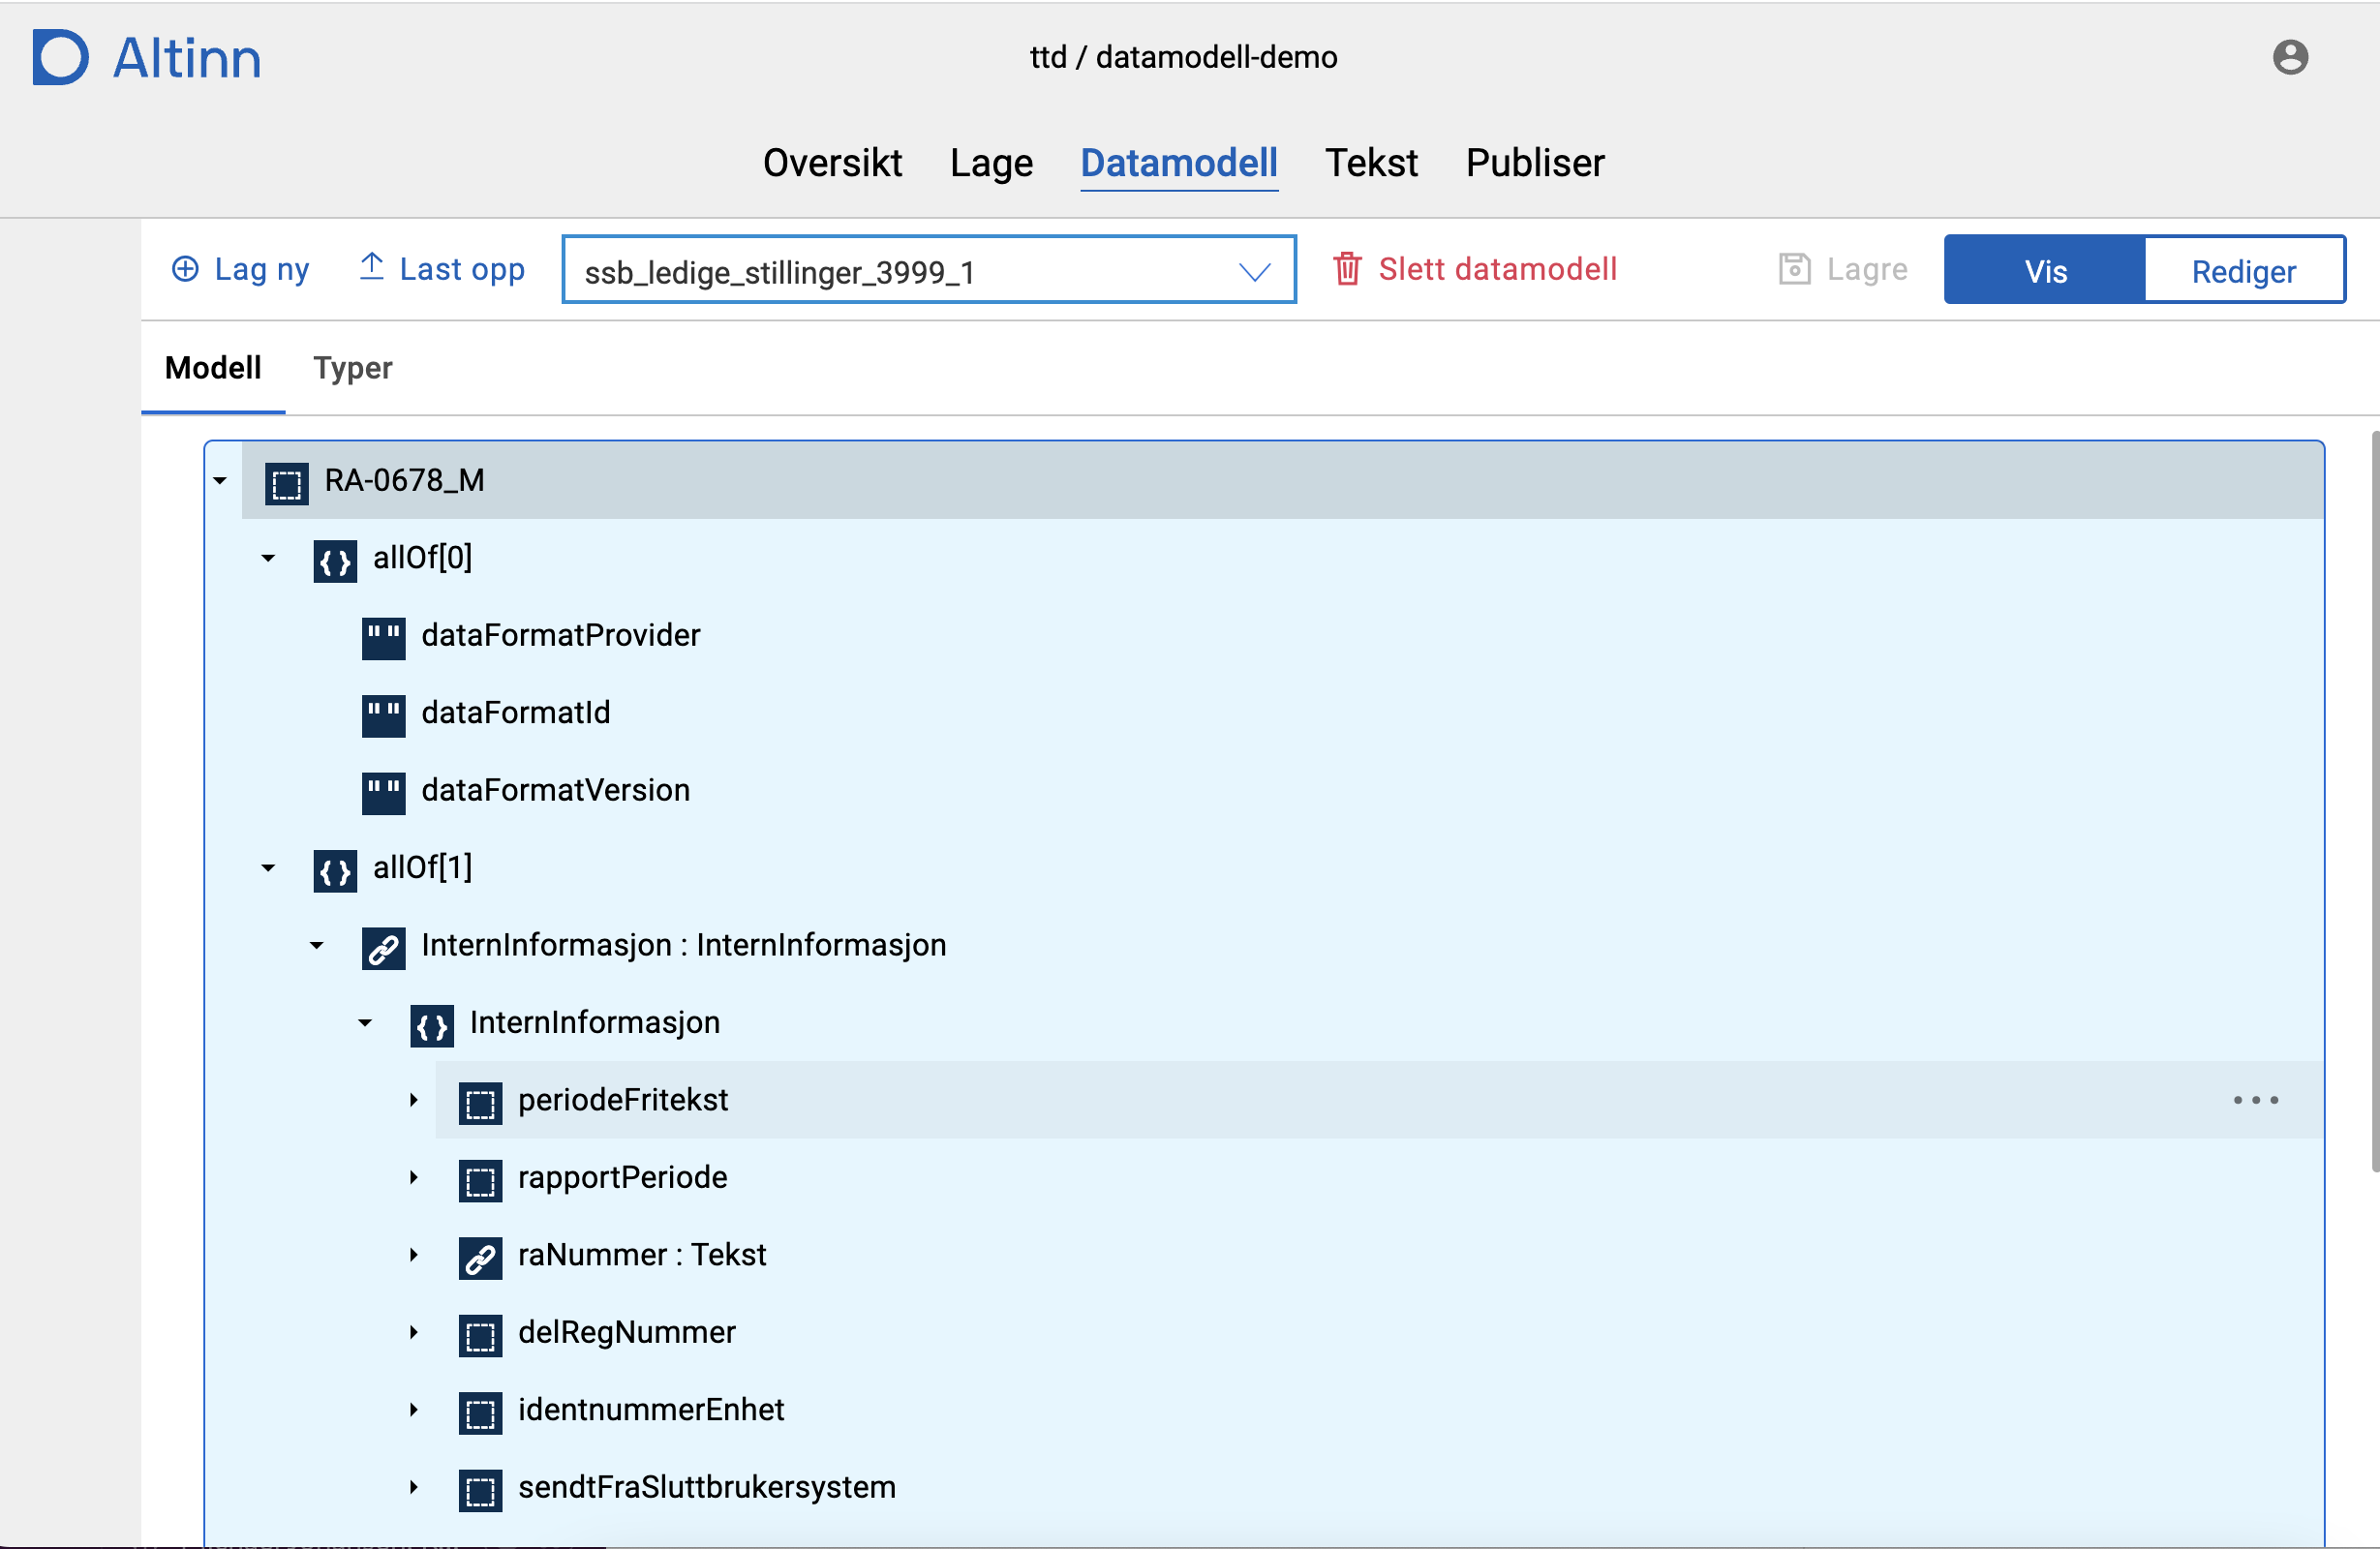 Altinn
ttd / datamodell-demo
Oversikt Lage Datamodell Tekst Publiser
Lag ny Last opp ssb_ledige_stillinger_3999_1 Slett datamodell Lagre Vis Rediger
Modell Typer
RA-0678_M
{} allOf[0]
" " dataFormatProvider
" " dataFormatId
" " dataFormatVersion
{} allOf[1]
InternInformasjon : InternInformasjon
{} InternInformasjon
periodeFritekst
rapportPeriode
raNummer : Tekst
delRegNummer
identnummerEnhet
sendtFraSluttbrukersystem